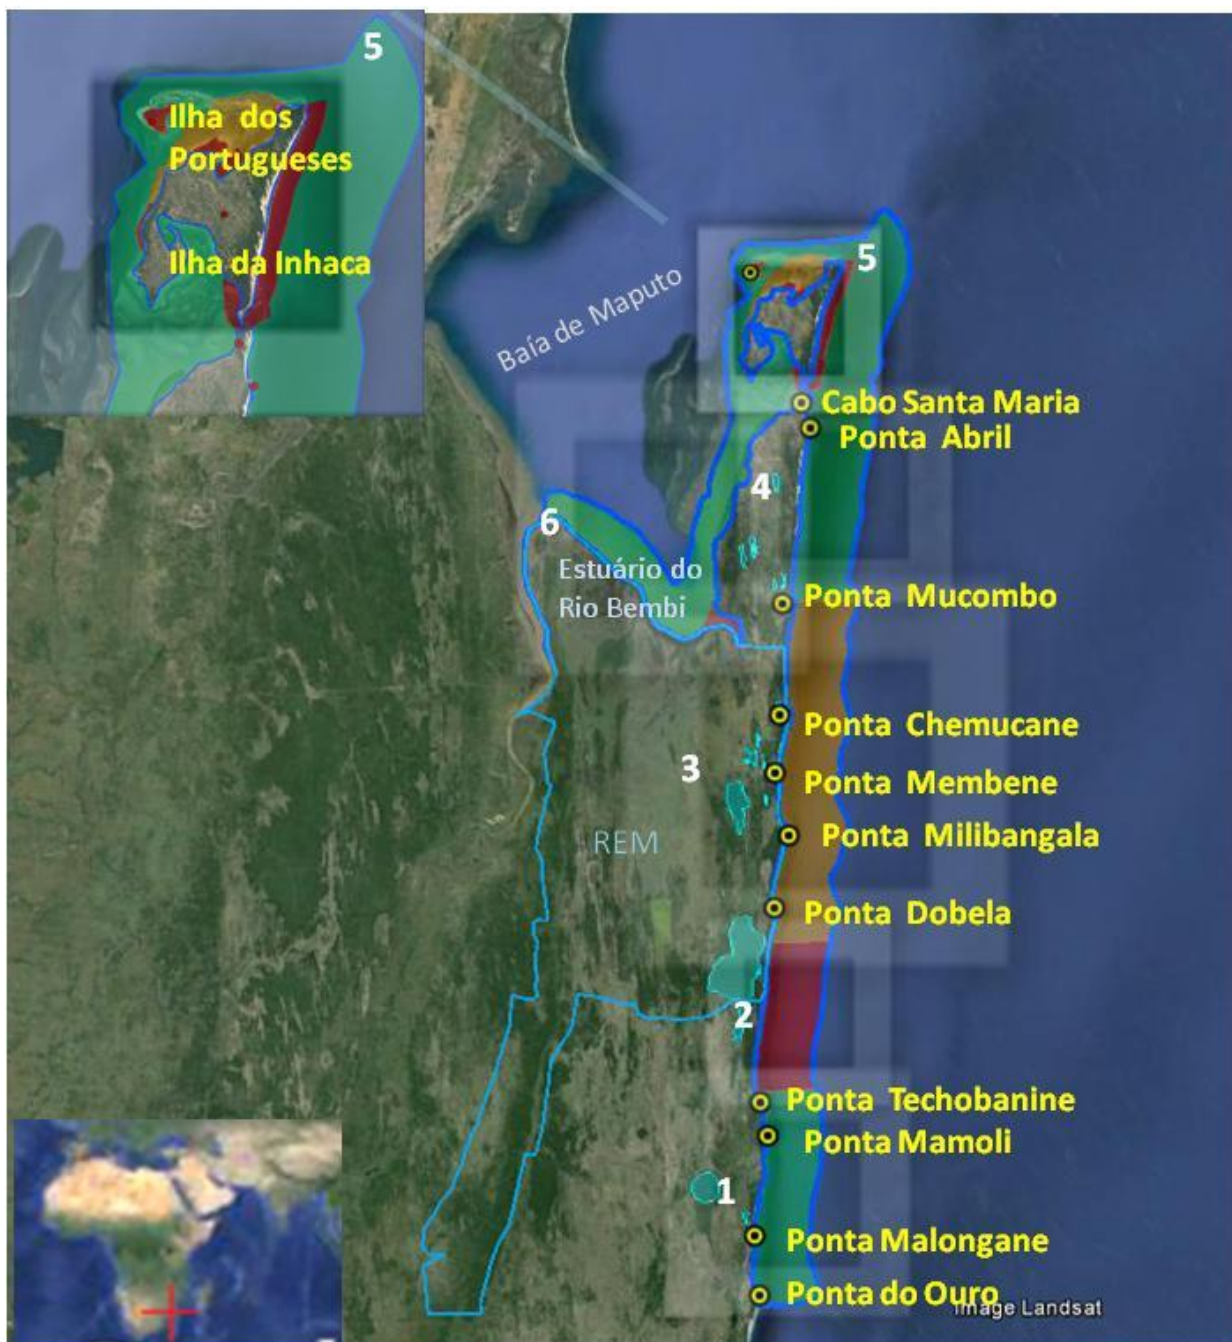 5
Ilha dos
Portugueses
Ilha da Inhaca
Baía de Maputo
5
Cabo Santa Maria
Ponta Abril
4
6
Estuário do
Rio Bembi
Ponta Mucombo
Ponta Chemucane
3
Ponta Membene
REM
Ponta Milibangala
Ponta Dobela
2
Ponta Techobanine
Ponta Mamoli
1
Ponta Malongane
Ponta do Ouro
Image Landsat